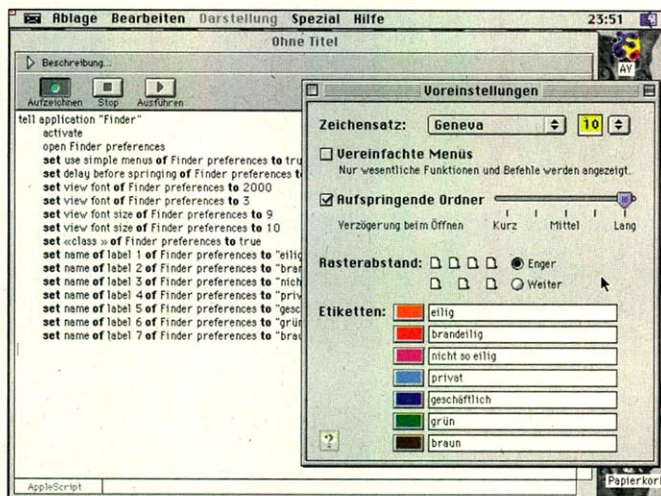 Ablage Bearbeiten Darstellung Spezial Hilfe 23:51
Ohne Titel
AY
Beschreibung...
Aufzeichnen Stop Ausführen
tell application "Finder"
activate
open Finder preferences
set use simple menus of Finder preferences to tru
set delay before springing of Finder preferences to
set view font of Finder preferences to 2000
set view font of Finder preferences to 3
set view font size of Finder preferences to 9
set view font size of Finder preferences to 10
set «class » of Finder preferences to true
set name of label 1 of Finder preferences to "eilig
set name of label 2 of Finder preferences to "bran
set name of label 3 of Finder preferences to "nich
set name of label 4 of Finder preferences to "priv
set name of label 5 of Finder preferences to "gesc
set name of label 6 of Finder preferences to "grün
set name of label 7 of Finder preferences to "brau
AppleScript
Voreinstellungen
Zeichensatz: Geneva 10
Vereinfachte Menüs
Nur wesentliche Funktionen und Befehle werden angezeigt.
Aufspringende Ordner
Verzögerung beim Öffnen Kurz Mittel Lang
Rasterabstand: Enger
Weiter
Etiketten: eilig
brandeilig
nicht so eilig
privat
geschäftlich
grün
braun
?
Papierkor